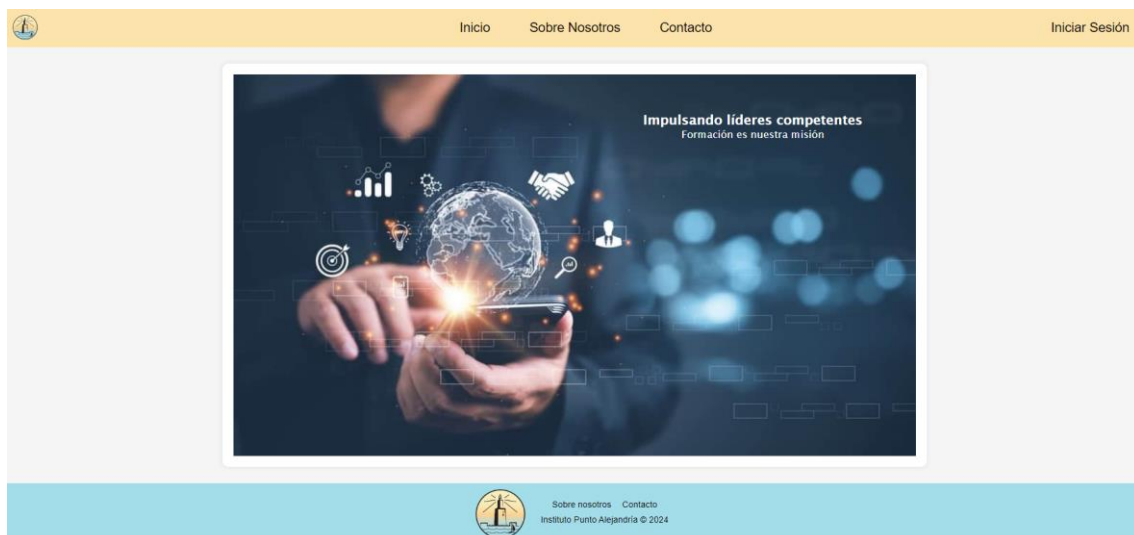 Inicio Sobre Nosotros Contacto Iniciar Sesión
Impulsando líderes competentes
Formación es nuestra misión
Sobre nosotros Contacto
Instituto Punto Alejandría © 2024